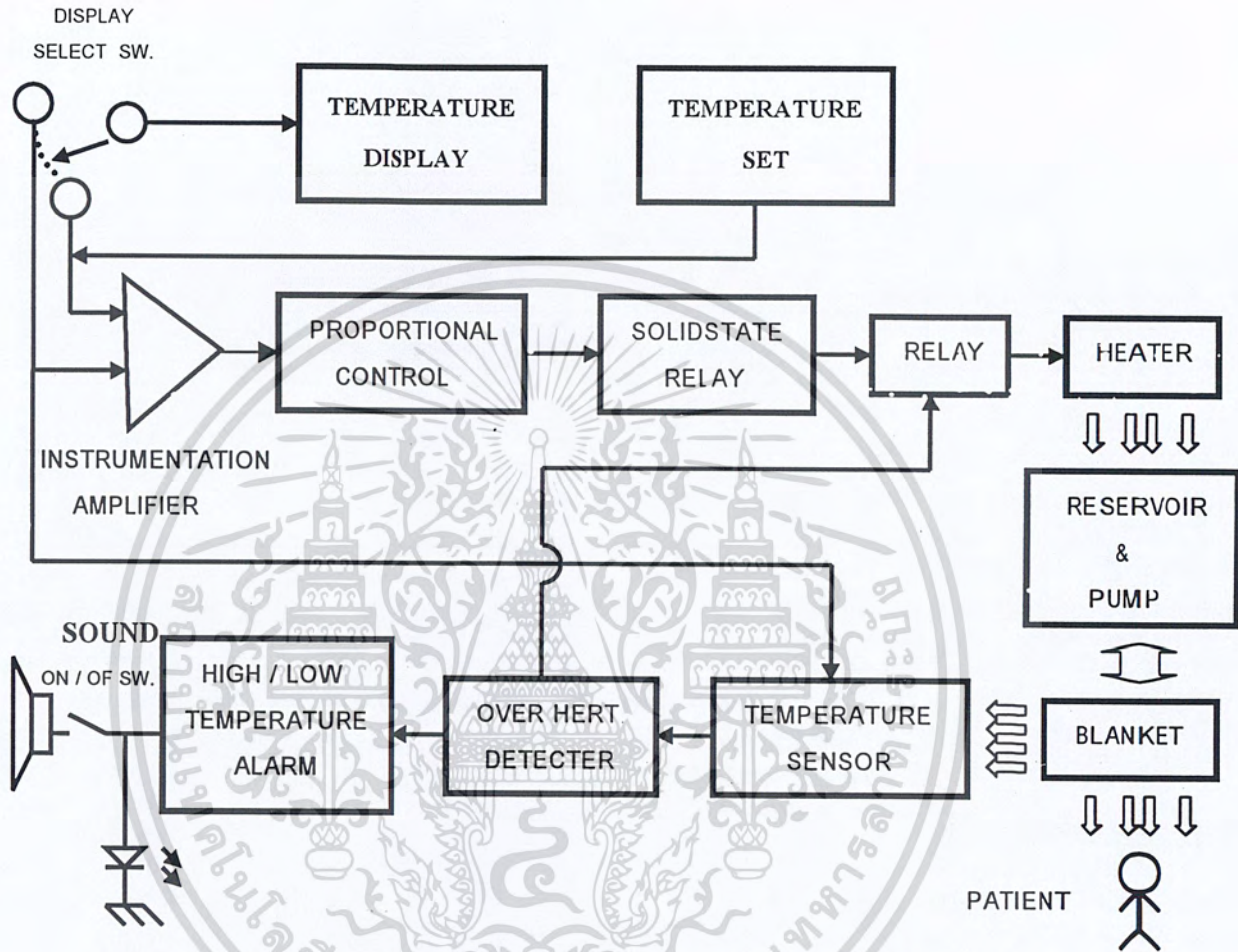 DISPLAY
SELECT SW.
TEMPERATURE
DISPLAY
TEMPERATURE
SET
PROPORTIONAL
CONTROL
SOLIDSTATE
RELAY
RELAY
HEATER
INSTRUMENTATION
AMPLIFIER
RESERVOIR
&
PUMP
SOUND
ON / OF SW.
HIGH / LOW
TEMPERATURE
ALARM
OVER HERT
DETECTER
TEMPERATURE
SENSOR
BLANKET
PATIENT